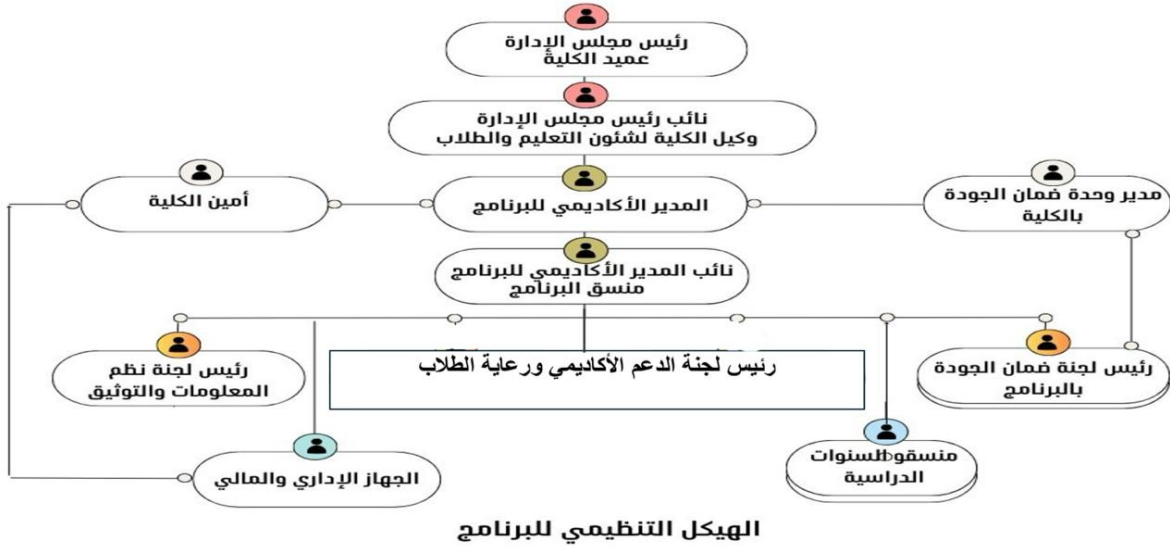 رئيس مجلس الإدارة
عميد الكلية
نائب رئيس مجلس الإدارة
وكيل الكلية لشئون التعليم والطلاب
مدير وحدة ضمان الجودة
بالكلية
المدير الأكاديمي للبرنامج
أمين الكلية
نائب المدير الأكاديمي للبرنامج
منسق البرنامج
رئيس لجنة ضمان الجودة
بالبرنامج
رئيس لجنة الدعم الأكاديمي ورعاية الطلاب
رئيس لجنة نظم
المعلومات والتوثيق
منسقو السنوات
الدراسية
الجهاز الإداري والمالي
الهيكل التنظيمي للبرنامج